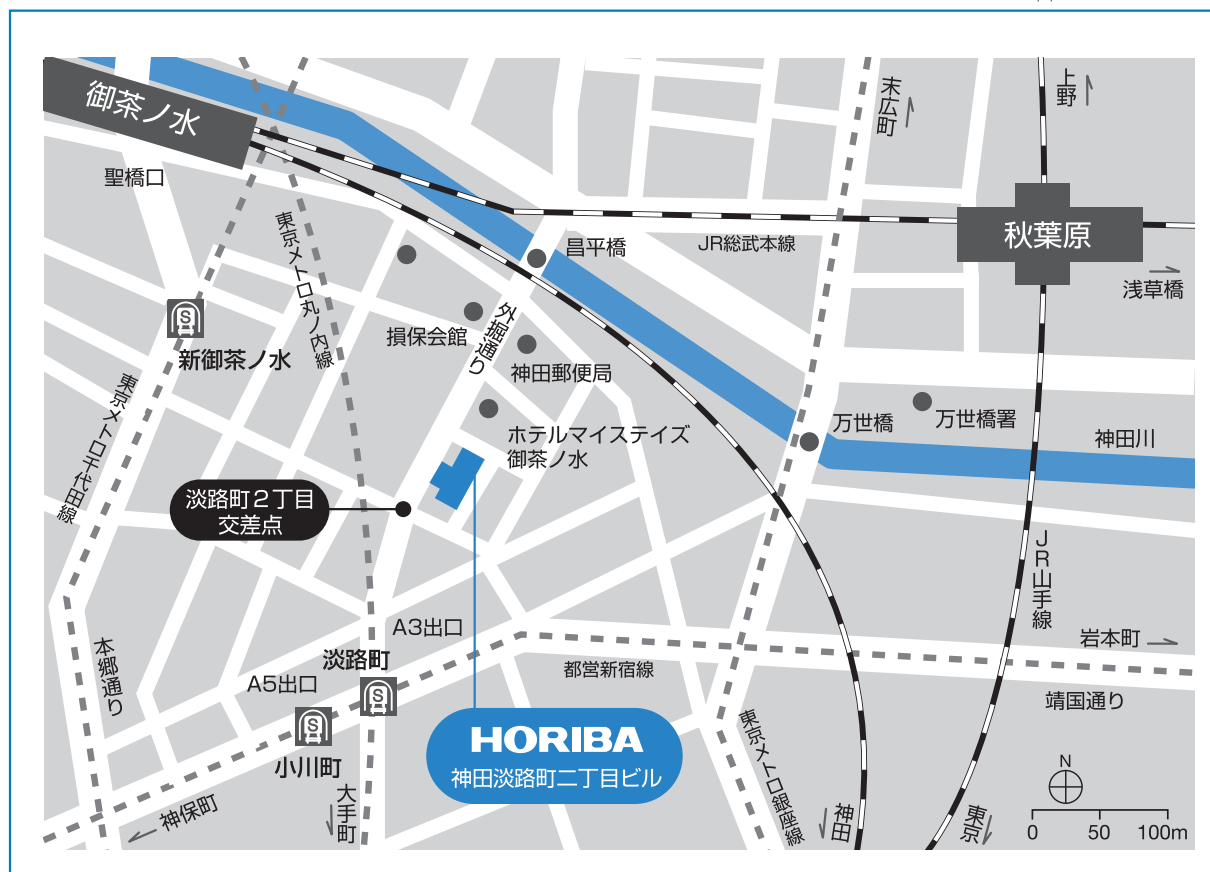 御茶ノ水
聖橋口
末広町
上野
秋葉原
浅草橋
JR総武本線
昌平橋
東京メトロ丸ノ内線
外堀通り
損保会館
神田郵便局
S
新御茶ノ水
東京メトロ千代田線
ホテルマイステイズ
御茶ノ水
万世橋
万世橋署
神田川
淡路町2丁目
交差点
JR山手線
A3出口
淡路町
S
A5出口
S
小川町
本郷通り
都営新宿線
岩本町
靖国通り
HORIBA
神田淡路町二丁目ビル
東京メトロ銀座線
神保町
大手町
神田
東京
N
0 50 100m